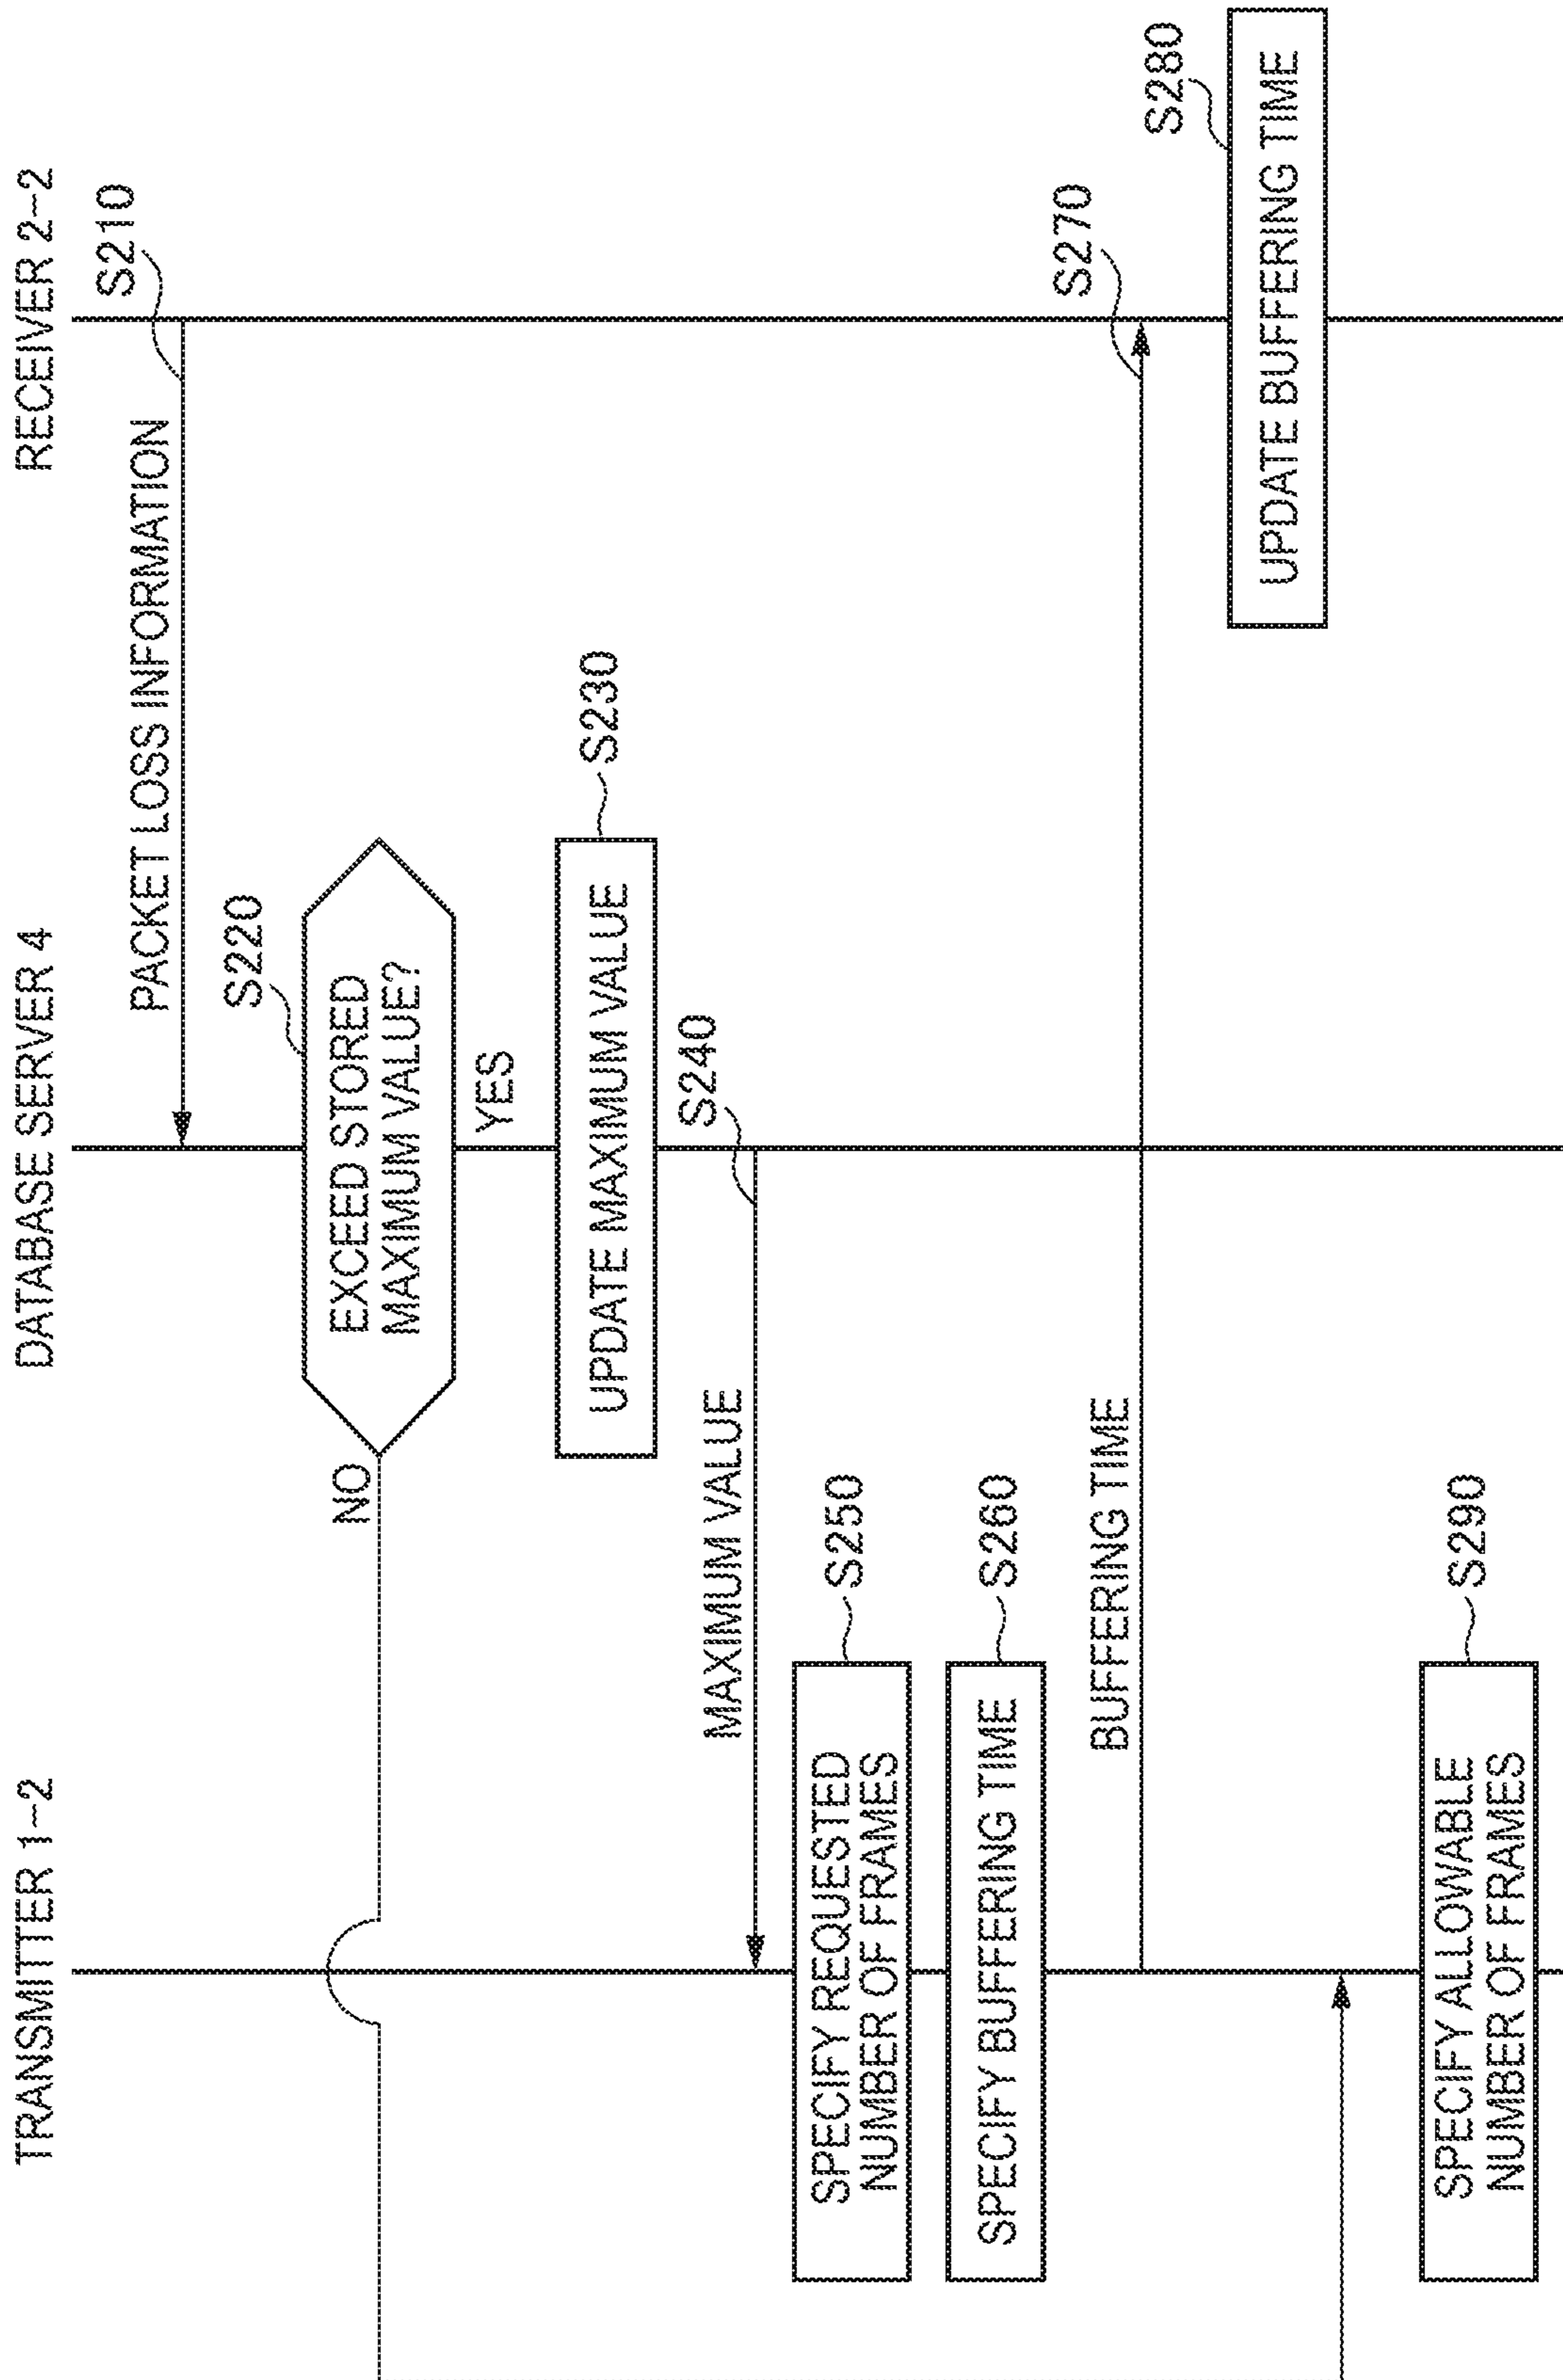 TRANSMITTER 1-2
DATABASE SERVER 4
RECEIVER 2-2
S210
PACKET LOSS INFORMATION
S220
EXCEED STORED
MAXIMUM VALUE?
NO
YES
S230
UPDATE MAXIMUM VALUE
S240
MAXIMUM VALUE
S250
SPECIFY REQUESTED
NUMBER OF FRAMES
S260
SPECIFY BUFFERING TIME
S270
BUFFERING TIME
S280
UPDATE BUFFERING TIME
S290
SPECIFY ALLOWABLE
NUMBER OF FRAMES